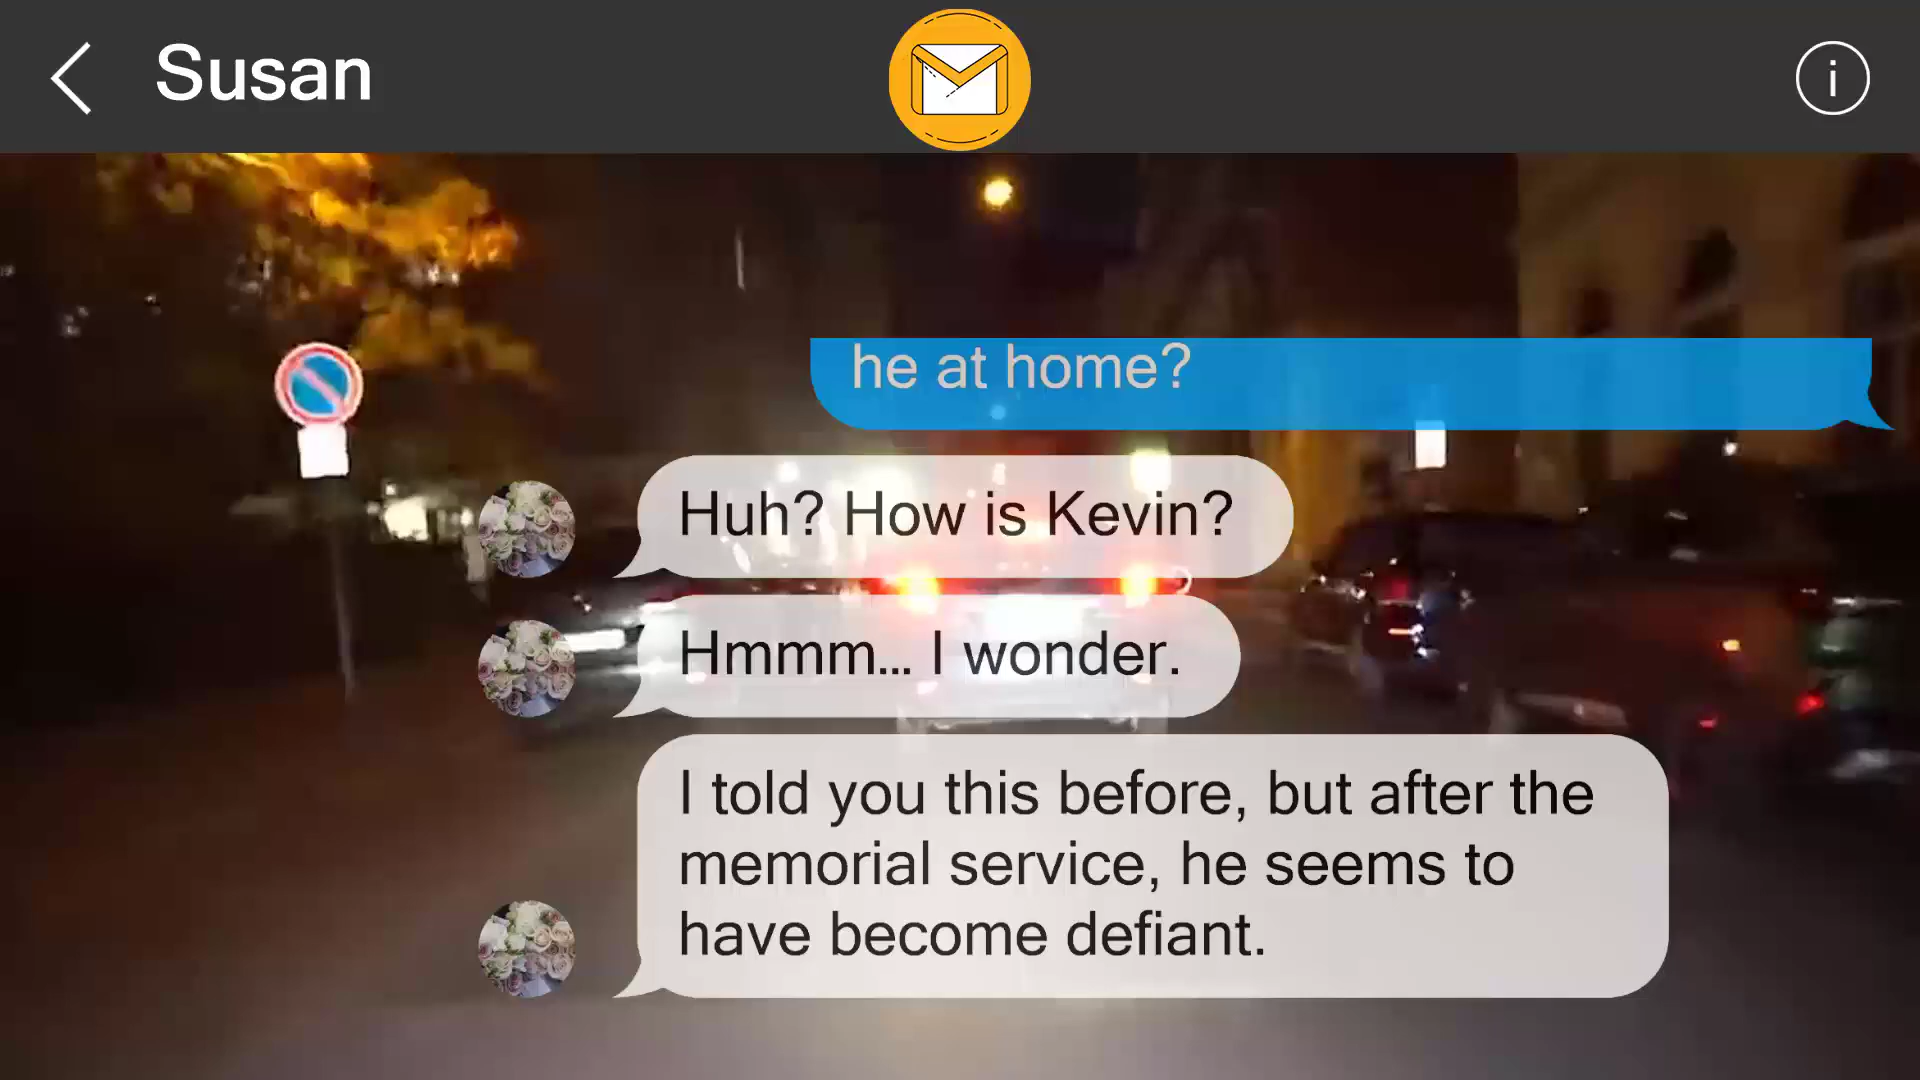 Susan
i
he at home?
Huh? How is Kevin?
Hmmm... I wonder.
I told you this before, but after the
memorial service, he seems to
have become defiant.